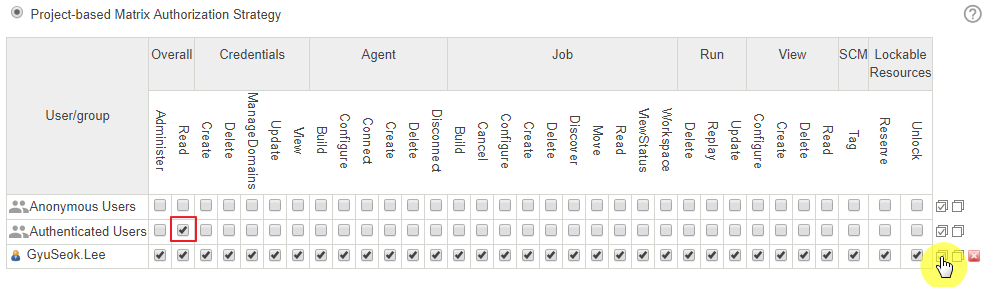 Project-based Matrix Authorization Strategy
User/group
Overall
Credentials
Agent
Job
Run
View
SCM
Lockable
Resources
Administer
Read
Create
Delete
ManageDomains
Update
View
Build
Configure
Connect
Create
Delete
Disconnect
Build
Cancel
Configure
Create
Delete
Discover
Move
Read
ViewStatus
Workspace
Delete
Replay
Update
Configure
Create
Delete
Read
Tag
Reserve
Unlock
Anonymous Users
Authenticated Users
GyuSeok.Lee